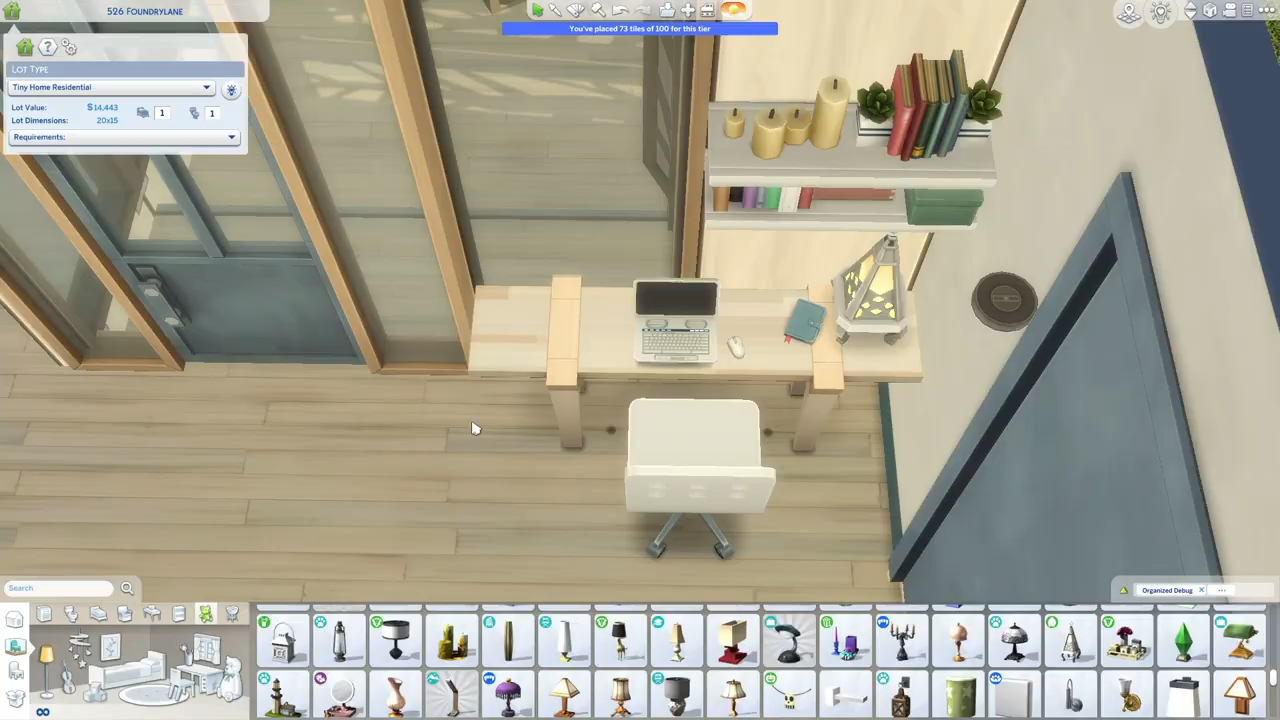 526 Foundrylane
You've placed 73 tiles of 100 for this tier
Lot Type
Tiny Home Residential
Lot Value: $14,443
1
1
Lot Dimensions: 20x15
Requirements:
Search
Organized Debug